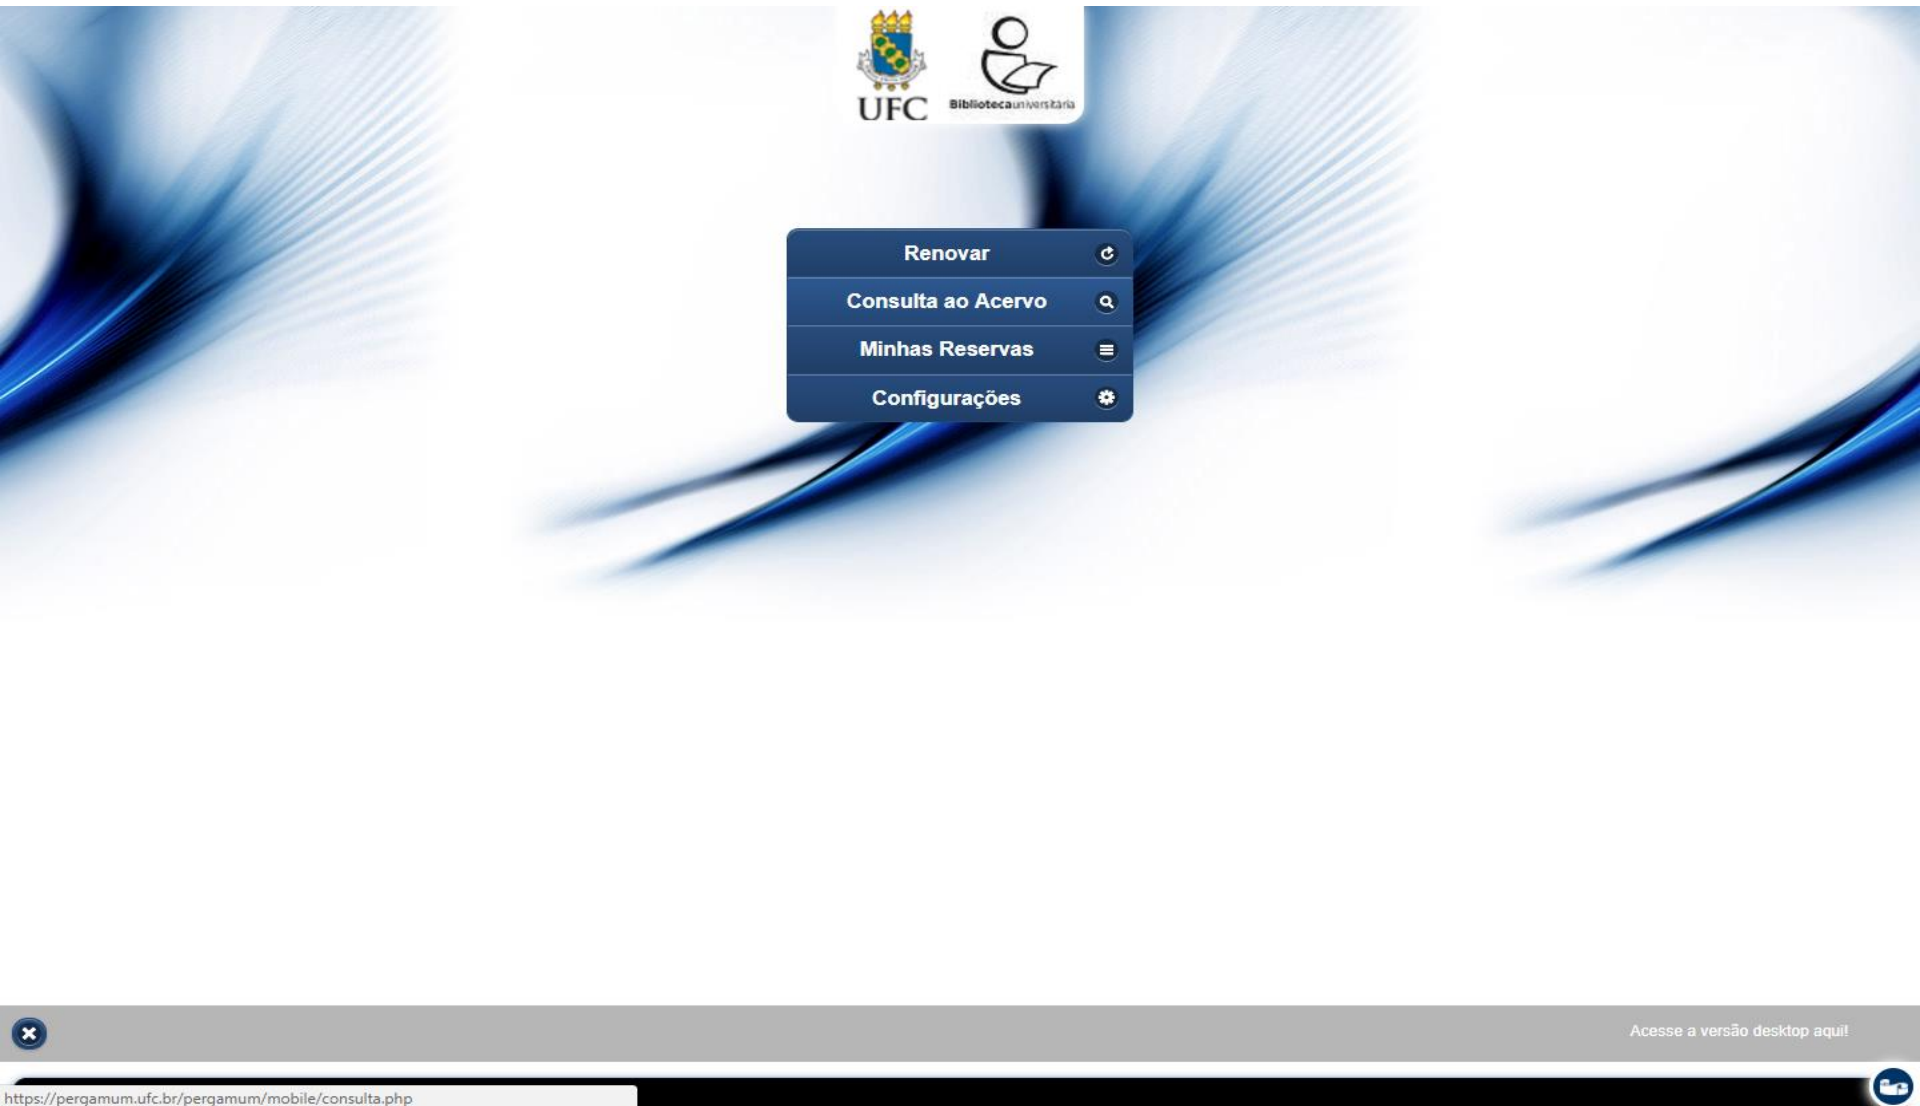 UFC
Bibliotecauniversitária
Renovar
Consulta ao Acervo
Minhas Reservas
Configurações
Acesse a versão desktop aqui!
https://pergamum.ufc.br/pergamum/mobile/consulta.php